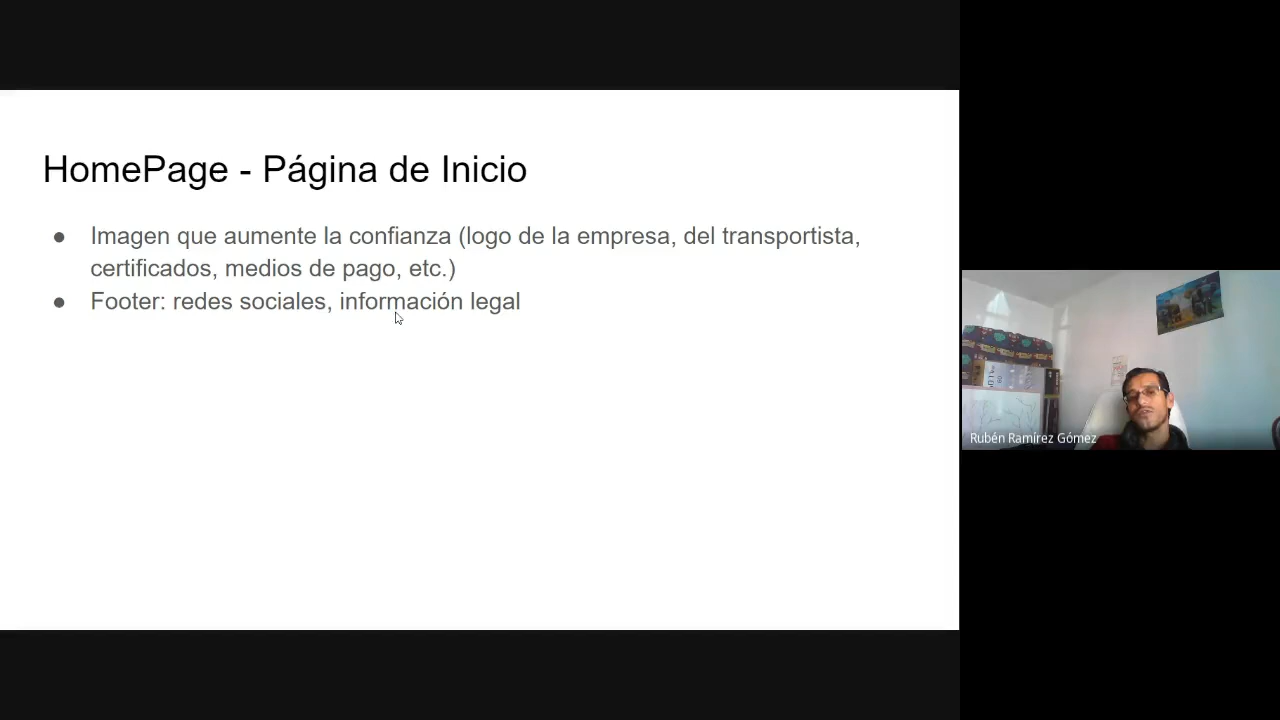 HomePage - Página de Inicio
● Imagen que aumente la confianza (logo de la empresa, del transportista,
certificados, medios de pago, etc.)
● Footer: redes sociales, información legal
Rubén Ramírez Gómez